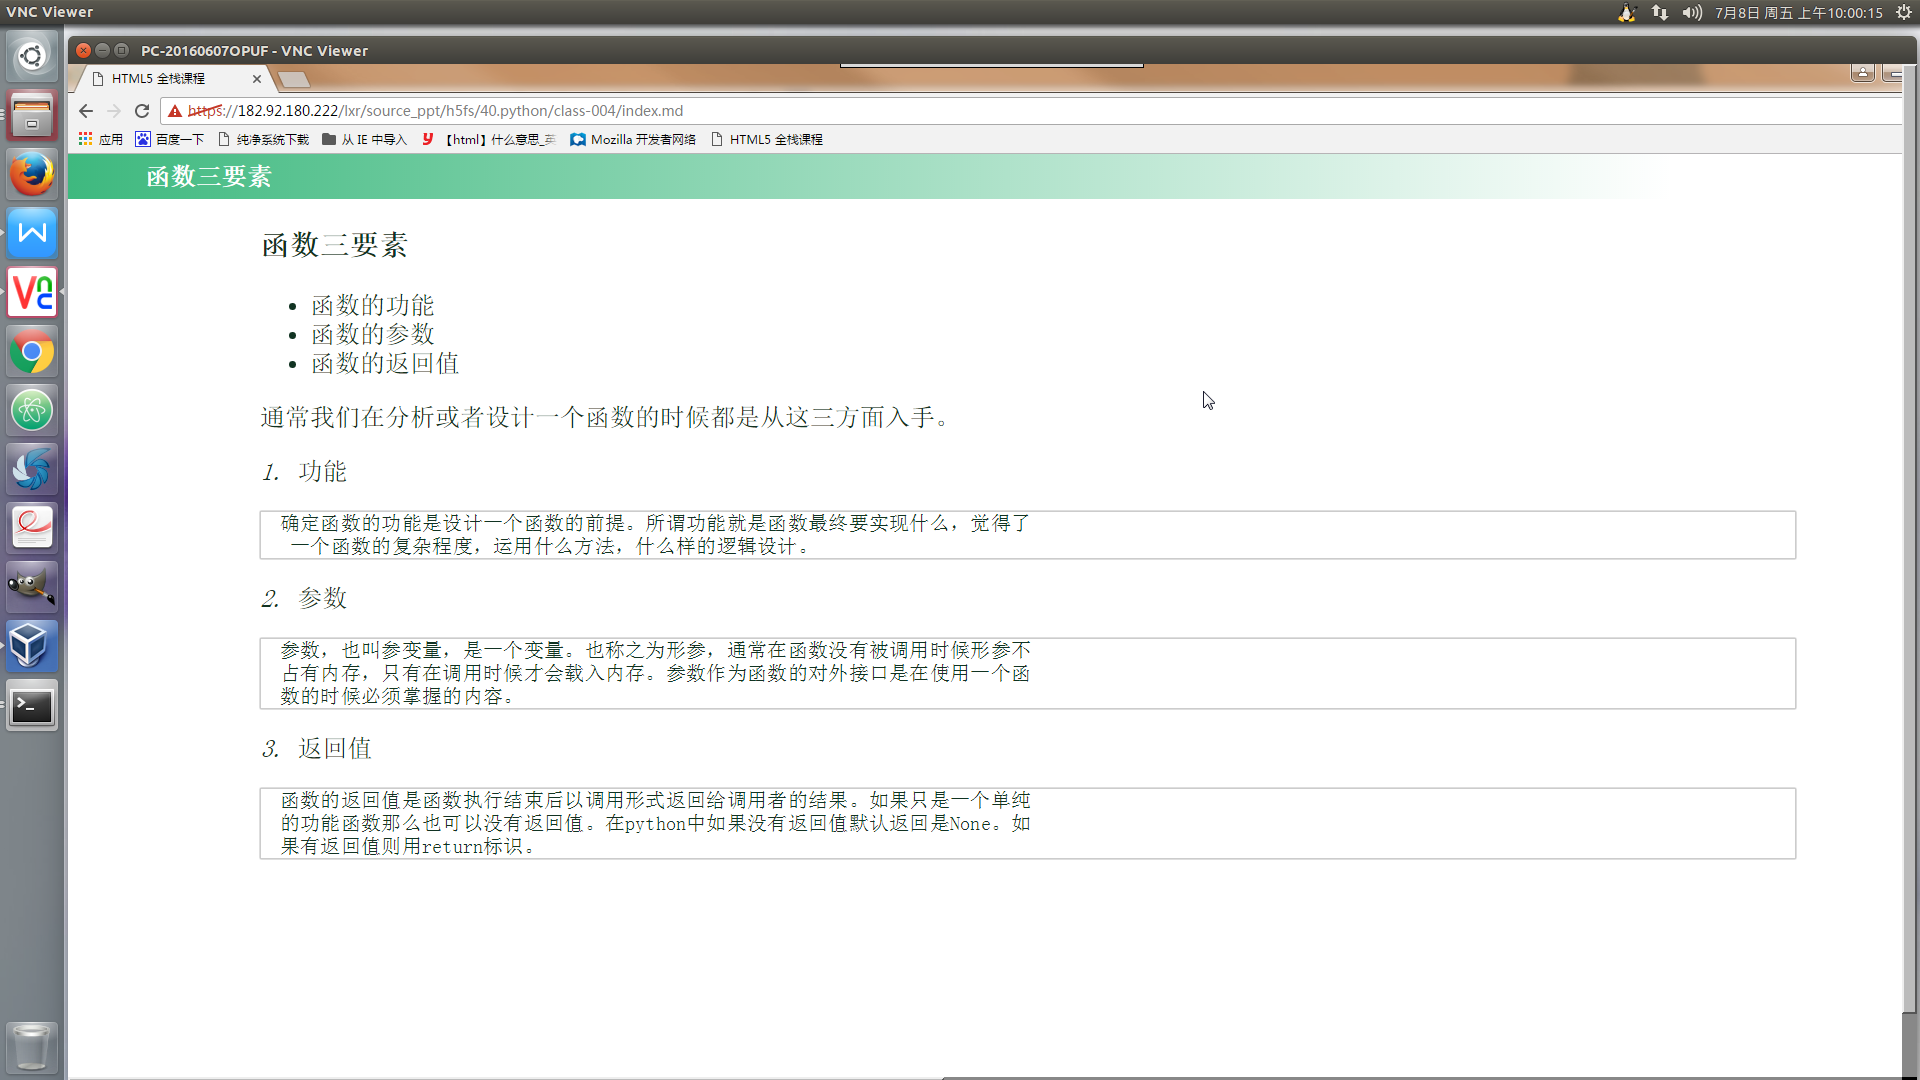 VNC Viewer
7月8日 周五 上午10:00:15
PC-20160607OPUF - VNC Viewer
HTML5 全栈课程
https://182.92.180.222/lxr/source_ppt/h5fs/40.python/class-004/index.md
应用 百度一下 纯净系统下载 从 IE 中导入 【html】什么意思_英 Mozilla 开发者网络 HTML5 全栈课程
函数三要素
函数三要素
• 函数的功能
• 函数的参数
• 函数的返回值
通常我们在分析或者设计一个函数的时候都是从这三方面入手。
1. 功能
确定函数的功能是设计一个函数的前提。所谓功能就是函数最终要实现什么，觉得了
一个函数的复杂程度，运用什么方法，什么样的逻辑设计。
2. 参数
参数，也叫参变量，是一个变量。也称之为形参，通常在函数没有被调用时候形参不
占有内存，只有在调用时候才会载入内存。参数作为函数的对外接口是在使用一个函
数的时候必须掌握的内容。
3. 返回值
函数的返回值是函数执行结束后以调用形式返回给调用者的结果。如果只是一个单纯
的功能函数那么也可以没有返回值。在python中如果没有返回值默认返回是None。如
果有返回值则用return标识。